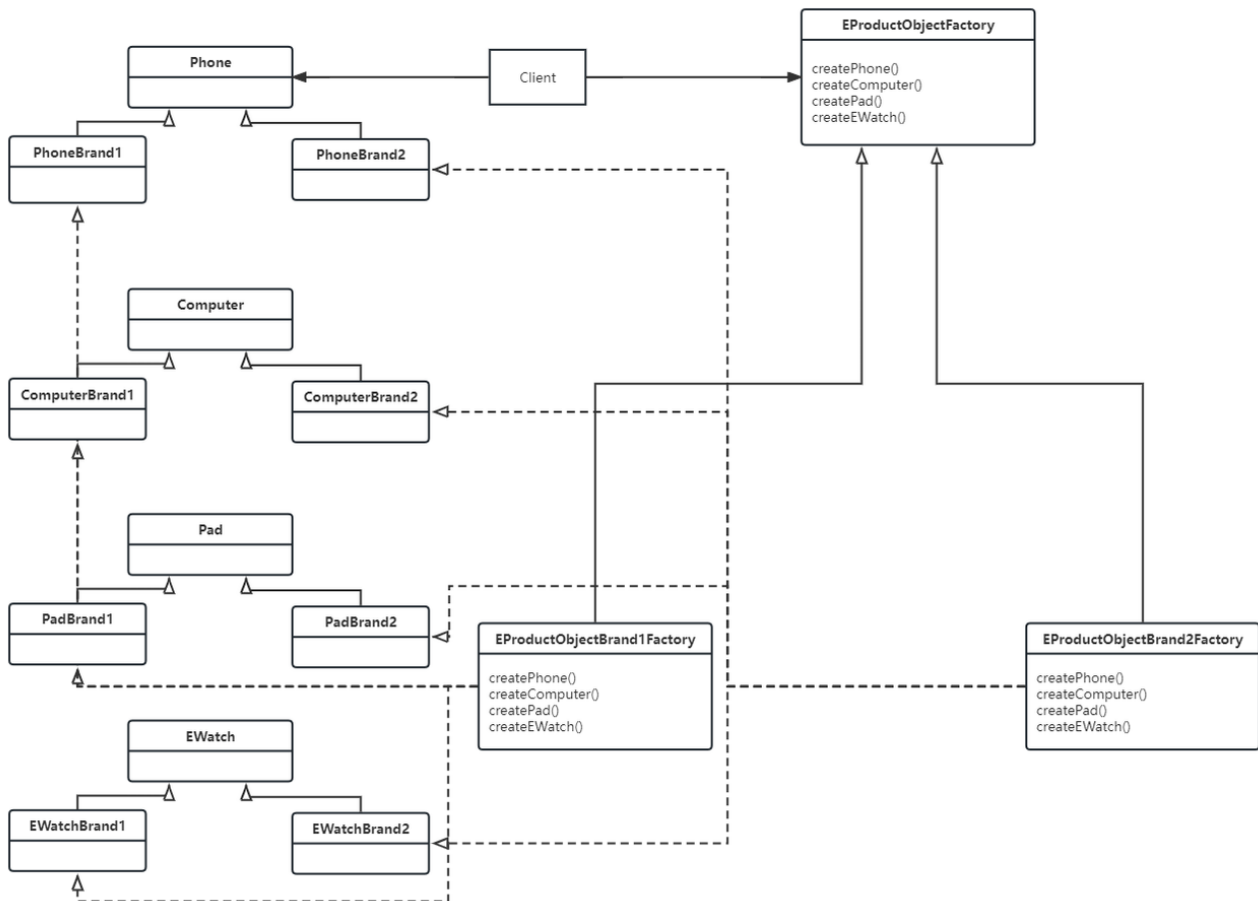 EProductObjectFactory
createPhone()
createComputer()
createPad()
createEWatch()
Phone
Client
PhoneBrand1
PhoneBrand2
Computer
ComputerBrand1
ComputerBrand2
Pad
PadBrand1
PadBrand2
EProductObjectBrand1Factory
createPhone()
createComputer()
createPad()
createEWatch()
EProductObjectBrand2Factory
createPhone()
createComputer()
createPad()
createEWatch()
EWatch
EWatchBrand1
EWatchBrand2